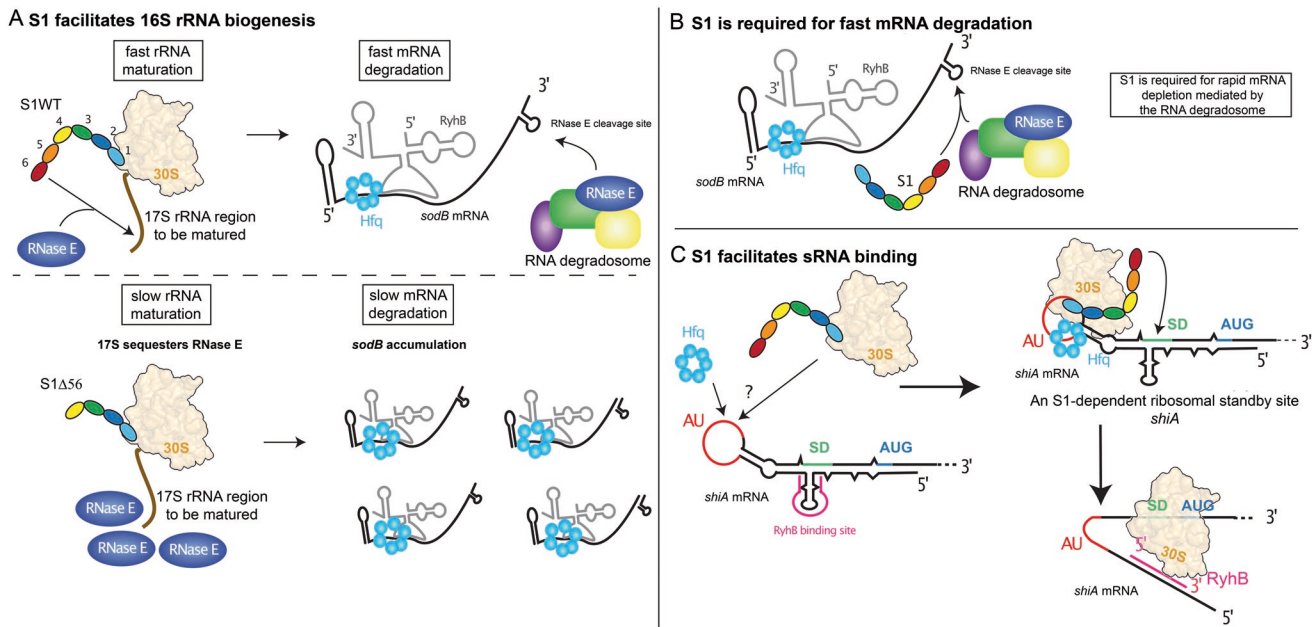 A S1 facilitates 16S rRNA biogenesis
fast rRNA
maturation
fast mRNA
degradation
S1WT
6
5
4
3
2
1
30S
17S rRNA region
to be matured
RNase E
3'
5'
RyhB
3'
RNase E cleavage site
5'
Hfq
sodB mRNA
RNase E
RNA degradosome
slow rRNA
maturation
slow mRNA
degradation
17S sequesters RNase E
sodB accumulation
S1Δ56
30S
17S rRNA region
to be matured
RNase E
RNase E
RNase E
B S1 is required for fast mRNA degradation
3'
RNase E cleavage site
5'
RyhB
3'
5'
Hfq
sodB mRNA
S1
RNase E
RNA degradosome
S1 is required for rapid mRNA
depletion mediated by
the RNA degradosome
C S1 facilitates sRNA binding
Hfq
30S
?
AU
SD
AUG
3'
5'
shiA mRNA
RyhB binding site
30S
AU
Hfq
SD
AUG
3'
5'
shiA mRNA
An S1-dependent ribosomal standby site
shiA
SD
AUG
3'
AU
30S
5'
RyhB
3'
shiA mRNA
5'